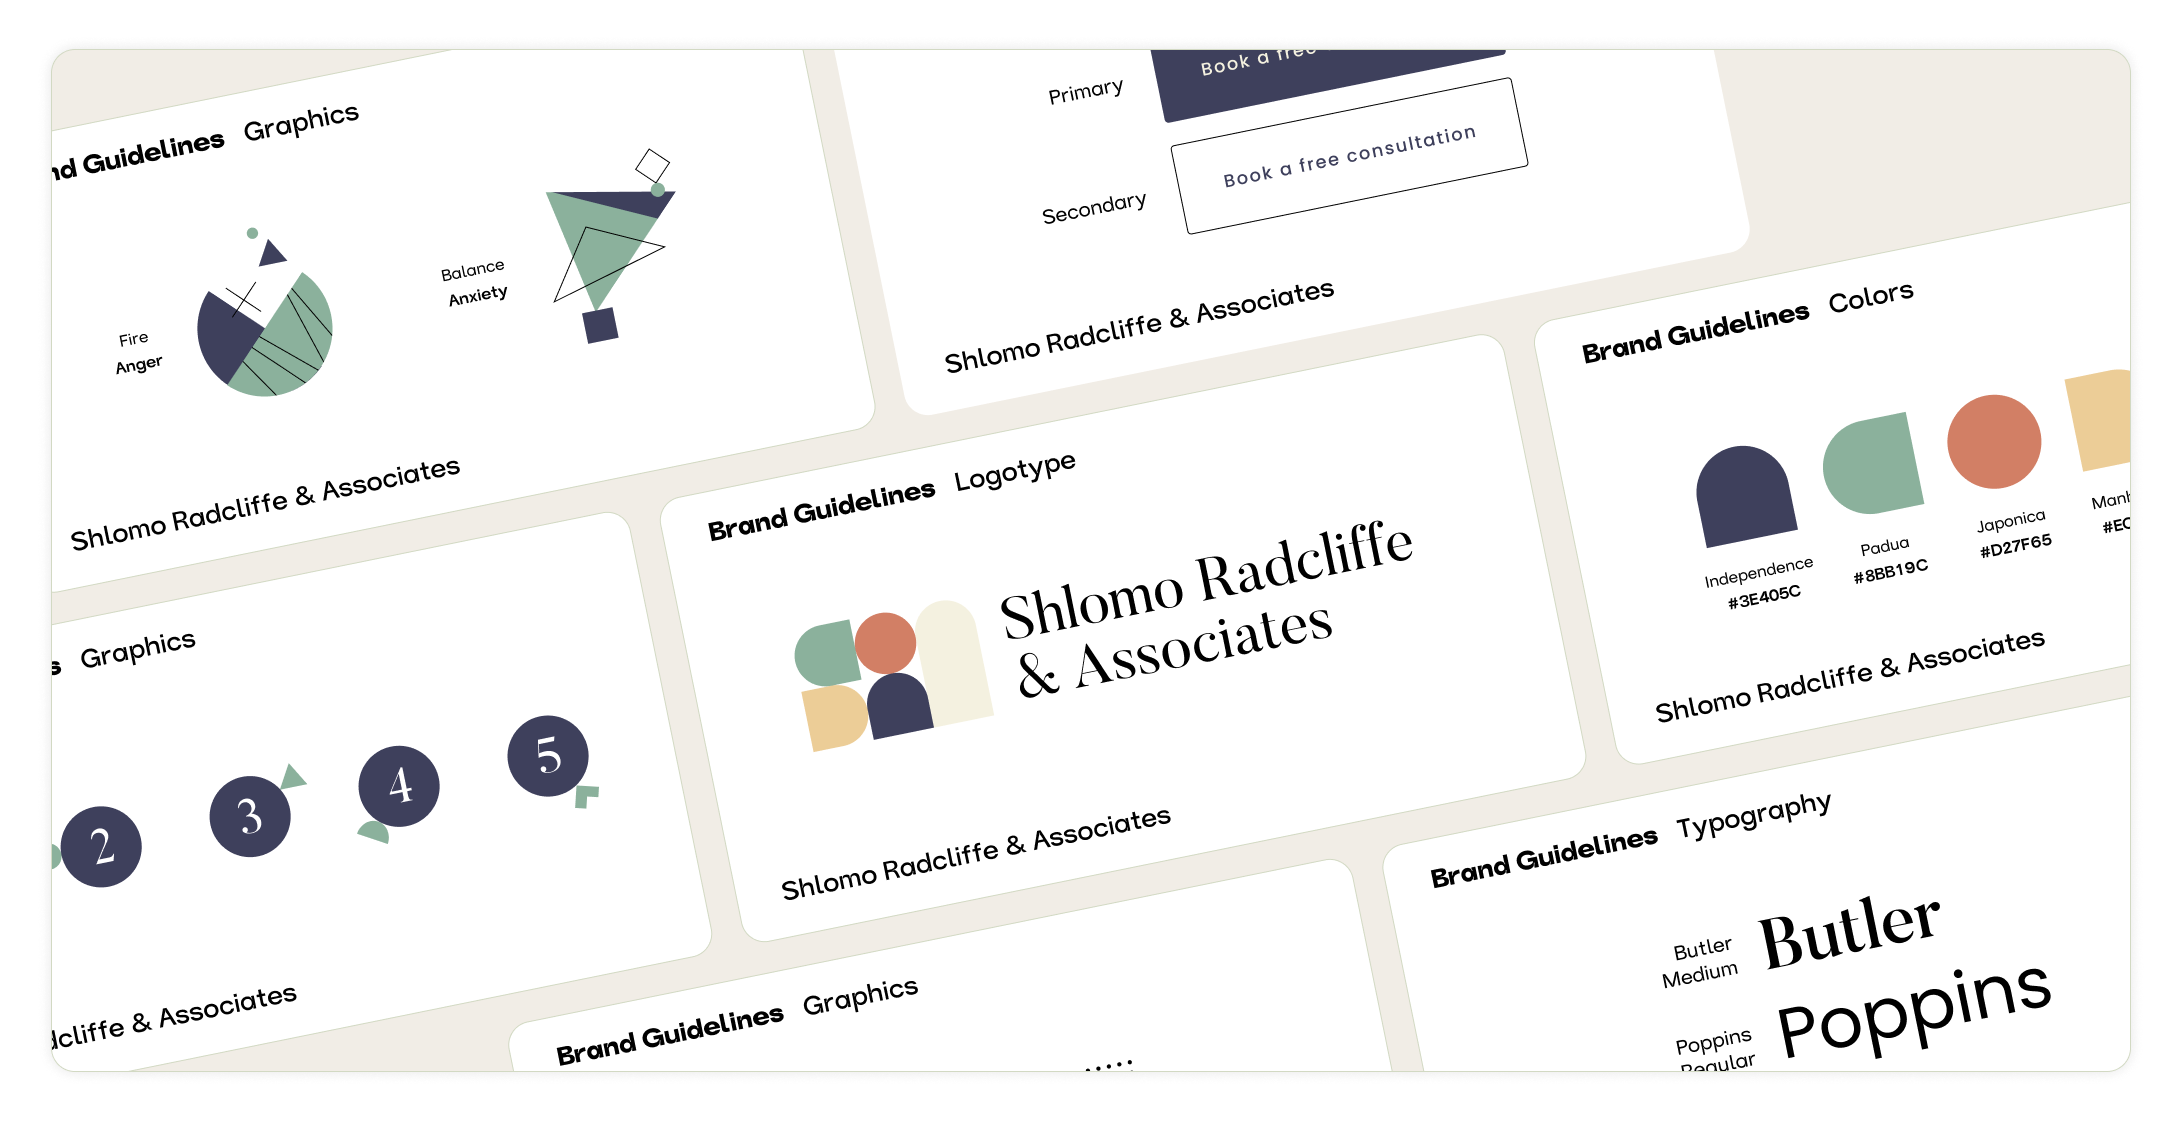 nd Guidelines Graphics
Fire
Anger
Balance
Anxiety
Shlomo Radcliffe & Associates
Primary
Book a free
Secondary
Book a free consultation
Shlomo Radcliffe & Associates
Brand Guidelines Colors
Independence
#3E405C
Padua
#8BB19C
Japonica
#D27F65
Manh
#EC
Shlomo Radcliffe & Associates
s Graphics
2
3
4
5
dcliffe & Associates
Brand Guidelines Logotype
Shlomo Radcliffe
& Associates
Shlomo Radcliffe & Associates
Brand Guidelines Graphics
Brand Guidelines Typography
Butler
Medium
Butler
Poppins
Regular
Poppins